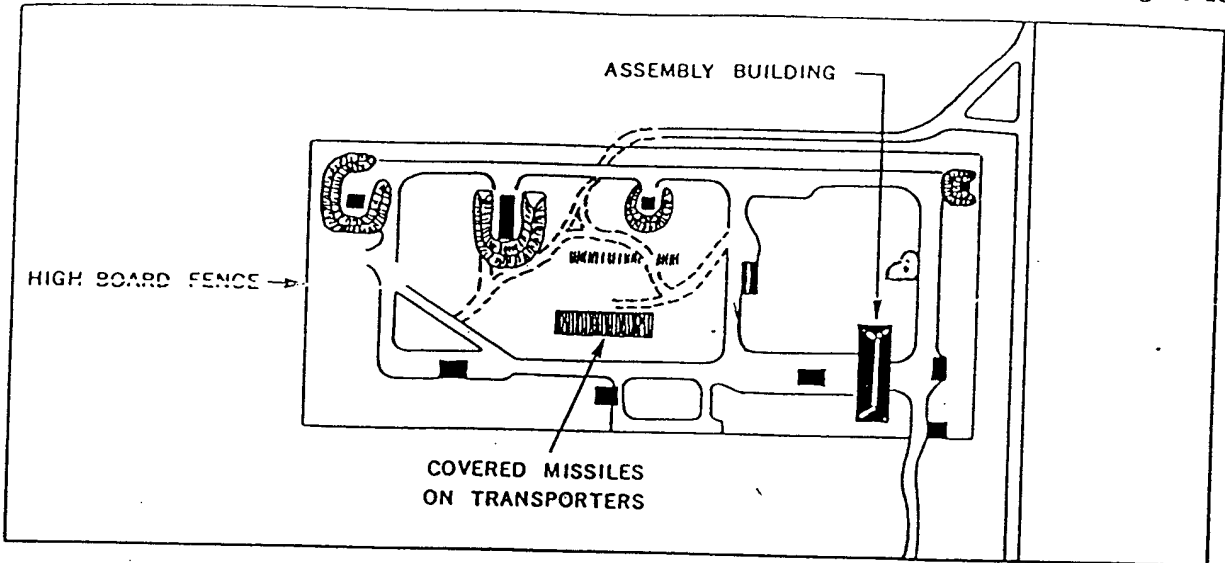 ASSEMBLY BUILDING
HIGH BOARD FENCE
COVERED MISSILES
ON TRANSPORTERS